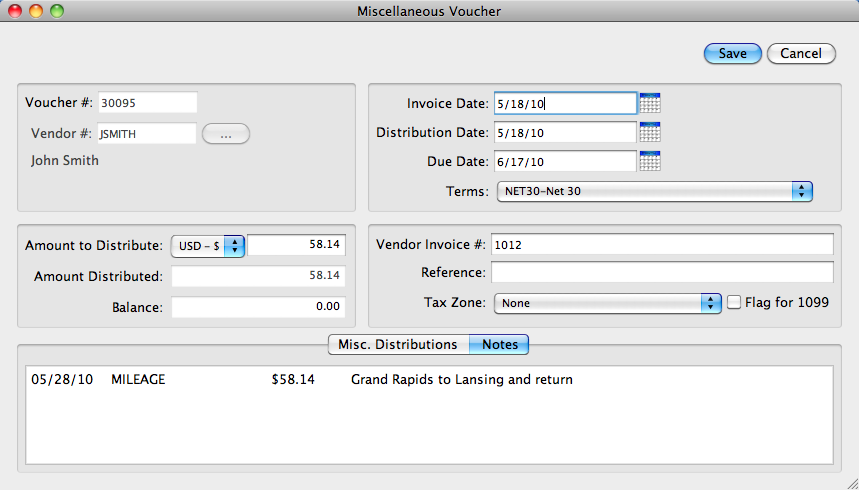 Miscellaneous Voucher
Save Cancel
Voucher #: 30095
Vendor #: JSMITH ...
John Smith
Invoice Date: 5/18/10
Distribution Date: 5/18/10
Due Date: 6/17/10
Terms: NET30-Net 30
Amount to Distribute: USD - $ 58.14
Amount Distributed: 58.14
Balance: 0.00
Vendor Invoice #: 1012
Reference:
Tax Zone: None Flag for 1099
Misc. Distributions Notes
05/28/10 MILEAGE $58.14 Grand Rapids to Lansing and return